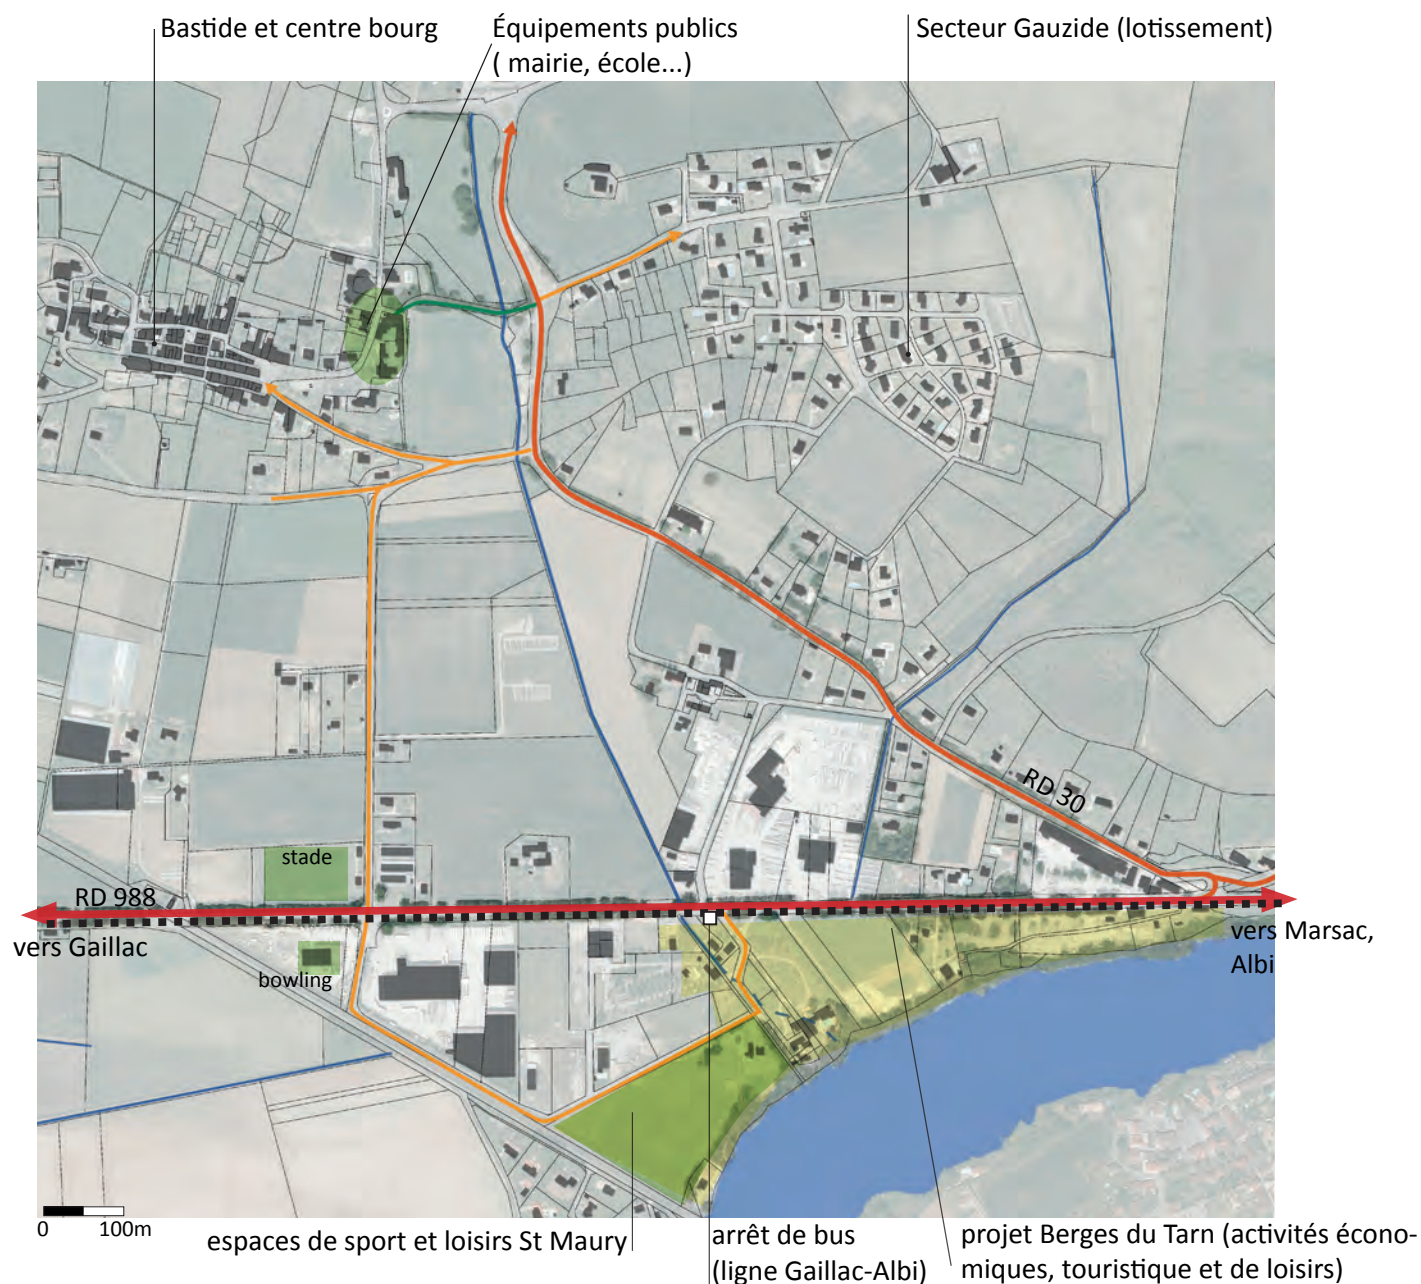 Bastide et centre bourg
Équipements publics
( mairie, école...)
Secteur Gauzide (lotissement)
RD 30
stade
RD 988
vers Gaillac
bowling
vers Marsac,
Albi
0 100m
espaces de sport et loisirs St Maury
arrêt de bus
(ligne Gaillac-Albi)
projet Berges du Tarn (activités écono-
miques, touristique et de loisirs)